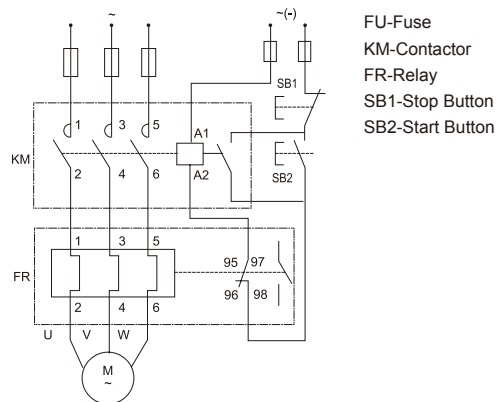 ~
~(-)
FU-Fuse
KM-Contactor
FR-Relay
SB1-Stop Button
SB2-Start Button
SB1
1 3 5 A1
KM
2 4 6 A2
SB2
1 3 5
95 97
FR
96 98
2 4 6
U V W
M
~